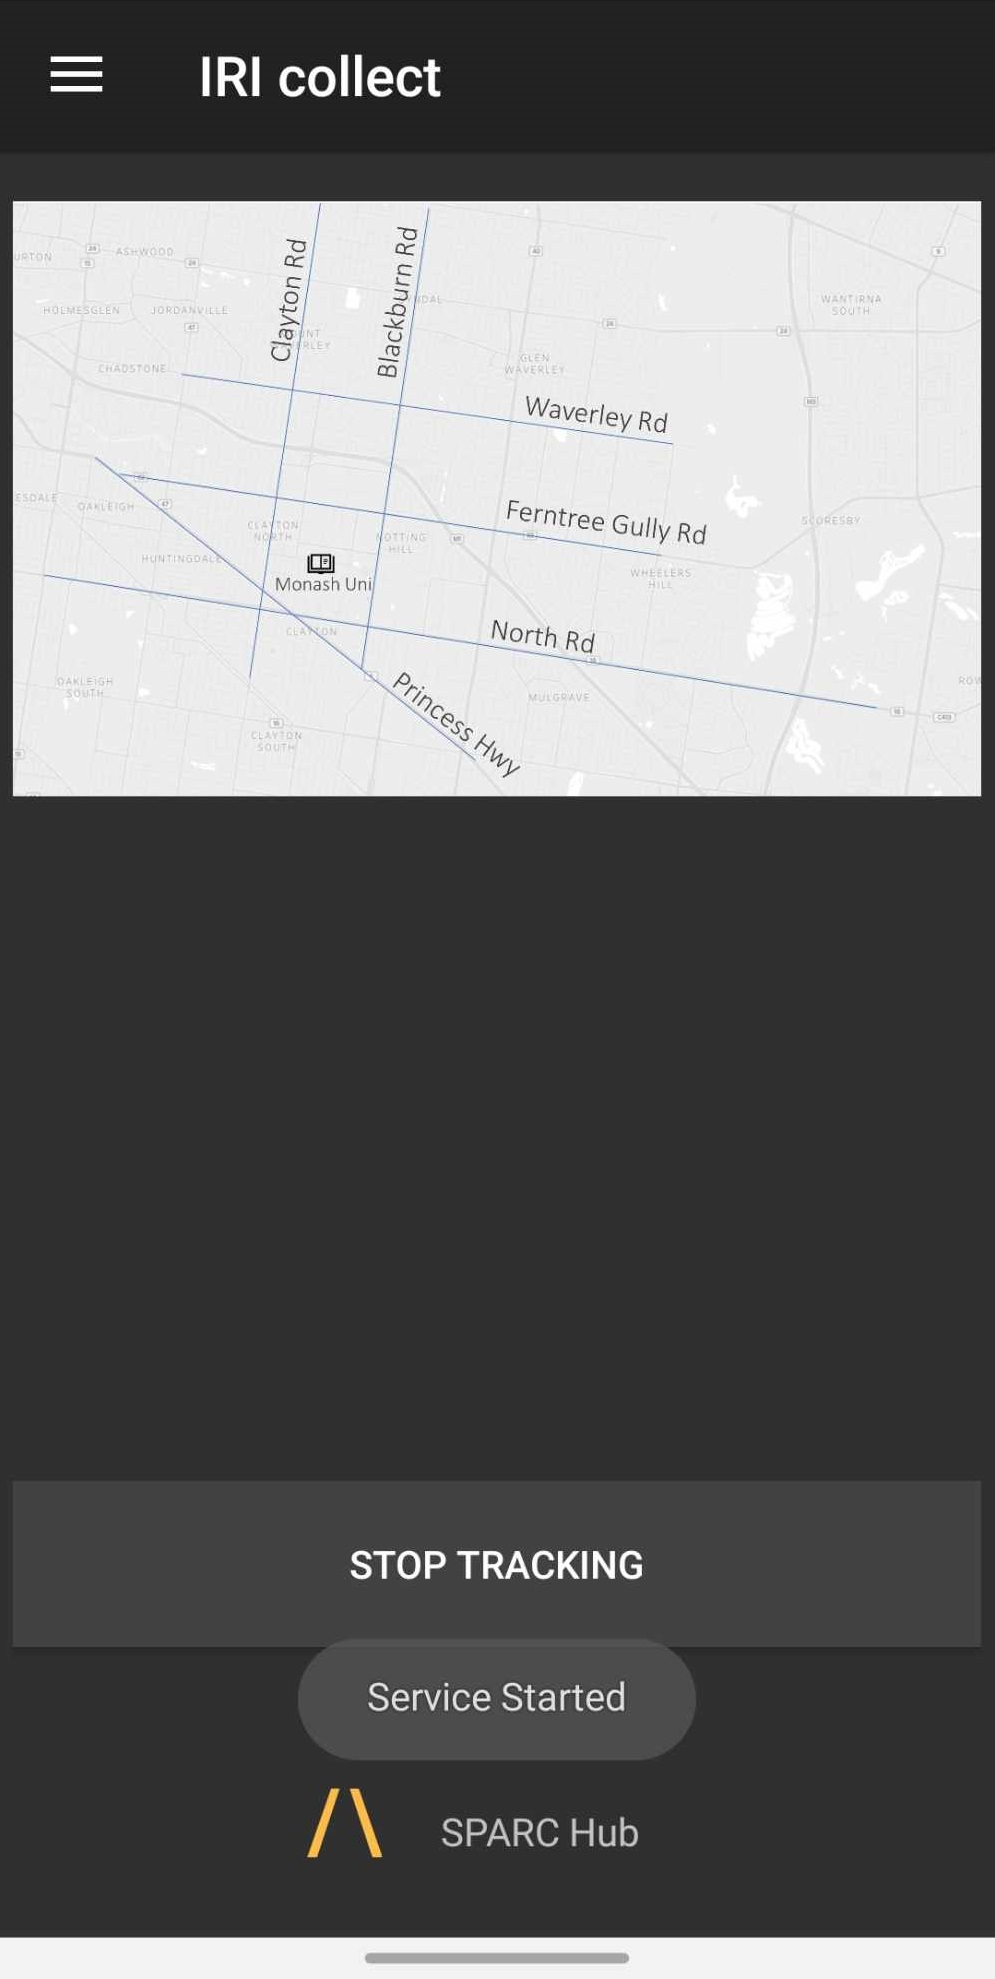 IRI collect
Clayton Rd
Blackburn Rd
ASHWOOD
HOLMESGLEN
JORDANVILLE
WANTIRNA
SOUTH
CHADSTONE
GLEN
WAVERLEY
Waverley Rd
OAKLEIGH
Ferntree Gully Rd
SCORESBY
CLAYTON
NORTH
HUNTINGDALE
HILL
WHEELERS
HILL
Monash Uni
CLAYTON
North Rd
OAKLEIGH
SOUTH
MULGRAVE
Princess Hwy
CLAYTON
SOUTH
STOP TRACKING
Service Started
SPARC Hub